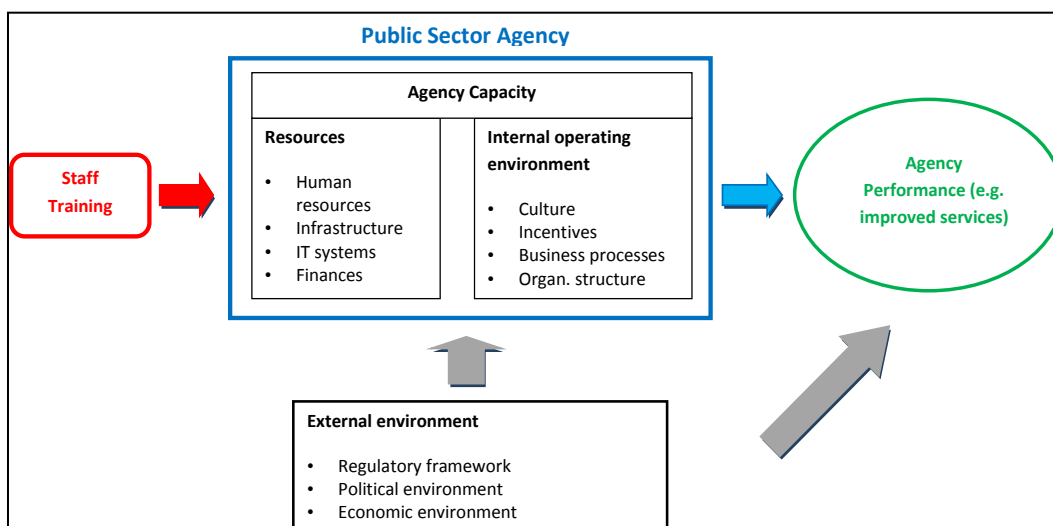 Public Sector Agency
Agency Capacity
Staff
Training
Resources
• Human
resources
• Infrastructure
• IT systems
• Finances
Internal operating
environment
• Culture
• Incentives
• Business processes
• Organ. structure
Agency
Performance (e.g.
improved services)
External environment
• Regulatory framework
• Political environment
• Economic environment